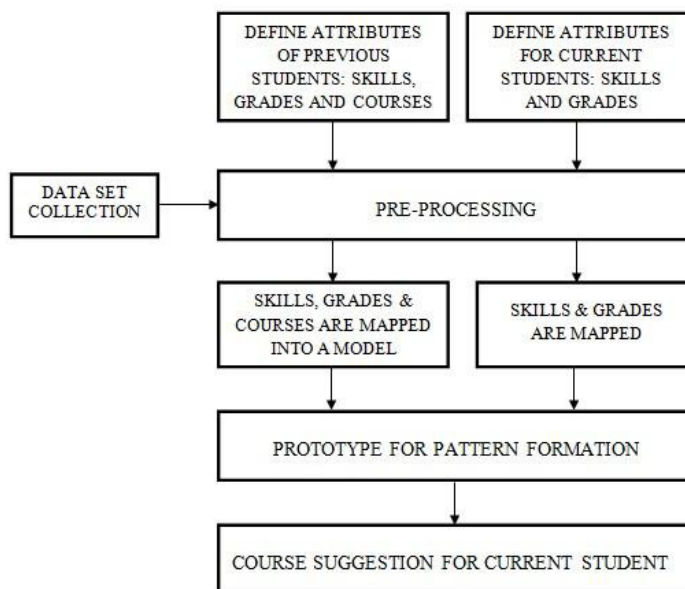 DEFINE ATTRIBUTES
OF PREVIOUS
STUDENTS: SKILLS,
GRADES AND COURSES
DEFINE ATTRIBUTES
FOR CURRENT
STUDENTS: SKILLS
AND GRADES
DATA SET
COLLECTION
PRE-PROCESSING
SKILLS, GRADES &
COURSES ARE MAPPED
INTO A MODEL
SKILLS & GRADES
ARE MAPPED
PROTOTYPE FOR PATTERN FORMATION
COURSE SUGGESTION FOR CURRENT STUDENT